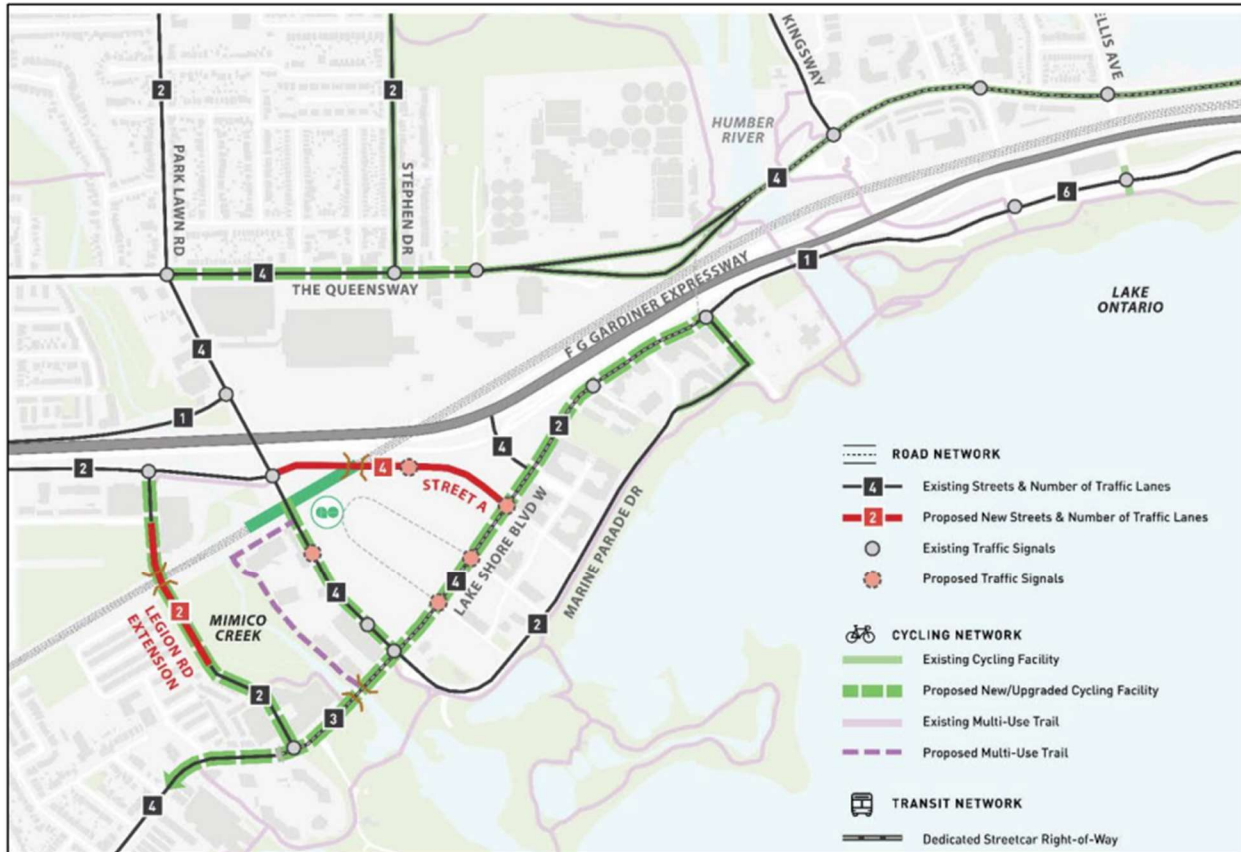 2
2
PARK LAWN RD
STEPHEN DR
KINGSWAY
ELLIS AVE
HUMBER
RIVER
4
6
4
THE QUEENSWAY
F G GARDINER EXPRESSWAY
1
LAKE
ONTARIO
4
1
2
4
2
4
STREET A
LAKE SHORE BLVD W
MARINE PARADE DR
4
4
2
LEGION RD
EXTENSION
MIMICO
CREEK
2
2
3
4
ROAD NETWORK
4 Existing Streets & Number of Traffic Lanes
2 Proposed New Streets & Number of Traffic Lanes
Existing Traffic Signals
Proposed Traffic Signals
CYCLING NETWORK
Existing Cycling Facility
Proposed New/Upgraded Cycling Facility
Existing Multi-Use Trail
Proposed Multi-Use Trail
TRANSIT NETWORK
Dedicated Streetcar Right-of-Way